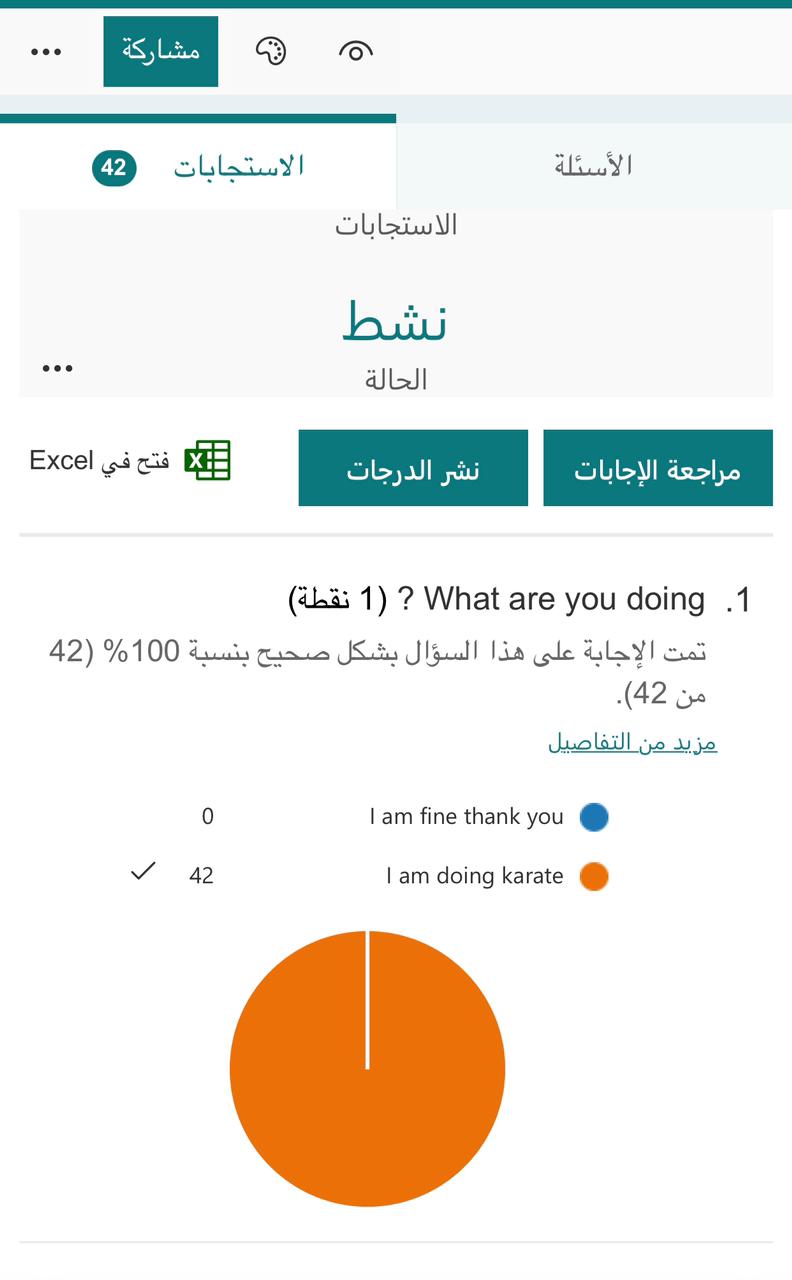 مشاركة
الأسئلة
الاستجابات 42
الاستجابات
نشط
الحالة
مراجعة الإجابات
نشر الدرجات
فتح في Excel
1. What are you doing ? (1 نقطة)
تمت الإجابة على هذا السؤال بشكل صحيح بنسبة 100% (42
من 42).
مزيد من التفاصيل
I am fine thank you 0
I am doing karate 42